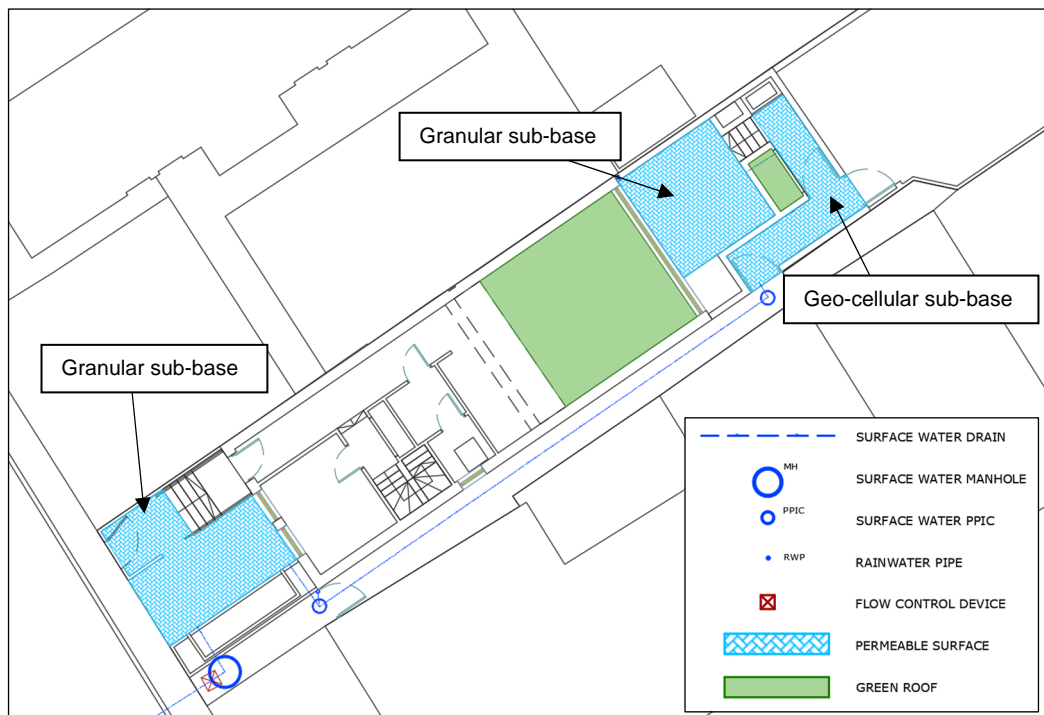 Granular sub-base
Geo-cellular sub-base
Granular sub-base
SURFACE WATER DRAIN
MH
SURFACE WATER MANHOLE
PPIC
SURFACE WATER PPIC
RWP
RAINWATER PIPE
FLOW CONTROL DEVICE
PERMEABLE SURFACE
GREEN ROOF